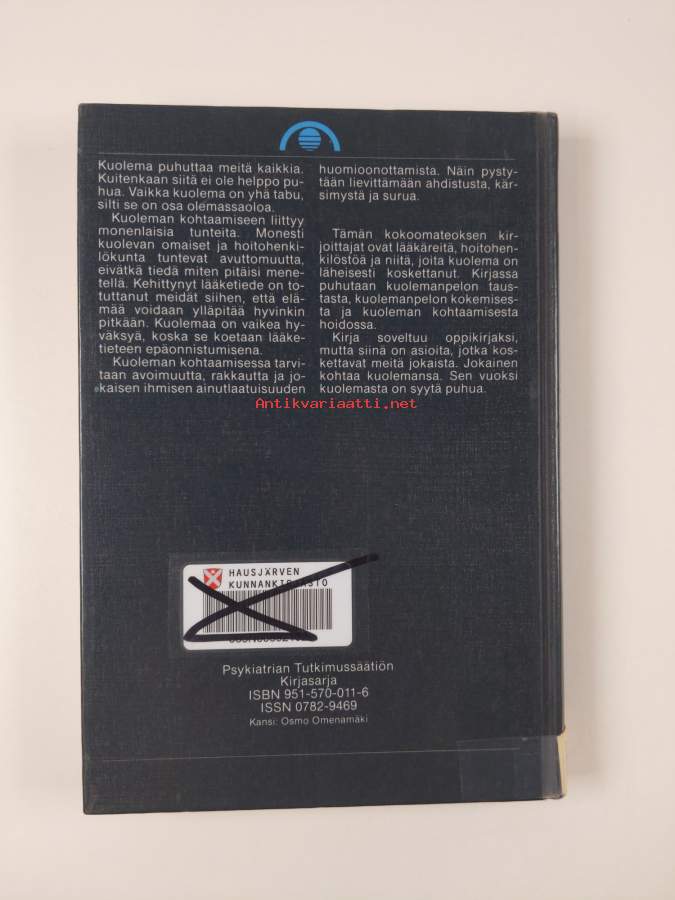 Kuolema puhuttaa meitä kaikkia.
Kuitenkaan siitä ei ole helppo pu-
hua. Vaikka kuolema on yhä tabu,
silti se on osa olemassaoloa.
Kuoleman kohtaamiseen liittyy
monenlaisia tunteita. Monesti
kuolevan omaiset ja hoitohenki-
lökunta tuntevat avuttomuutta,
eivätkä tiedä miten pitäisi mene-
tellä. Kehittynyt lääketiede on to-
tuttanut meidät siihen, että elä-
mää voidaan ylläpitää hyvinkin
pitkään. Kuolemaa on vaikea hy-
väksyä, koska se koetaan lääke-
tieteen epäonnistumisena.
Kuoleman kohtaamisessa tarvi-
taan avoimuutta, rakkautta ja jo-
kaisen ihmisen ainutlaatuisuuden
huomioonottamista. Näin pysty-
tään lievittämään ahdistusta, kär-
simystä ja surua.
Tämän kokoomateoksen kir-
joittajat ovat lääkäreitä, hoitohen-
kilöstöä ja niitä, joita kuolema on
läheisesti koskettanut. Kirjassa
puhutaan kuolemanpelon taus-
tasta, kuolemanpelon kokemises-
ta ja kuoleman kohtaamisesta
hoidossa.
Kirja soveltuu oppikirjaksi,
mutta siinä on asioita, jotka kos-
kettavat meitä jokaista. Jokainen
kohtaa kuolemansa. Sen vuoksi
kuolemasta on syytä puhua.
Antikvariaatti.net
HAUSJÄRVEN
KUNNANKIRJASTO
Psykiatrian Tutkimussäätiön
Kirjasarja
ISBN 951-570-011-6
ISSN 0782-9469
Kansi: Osmo Omenamäki